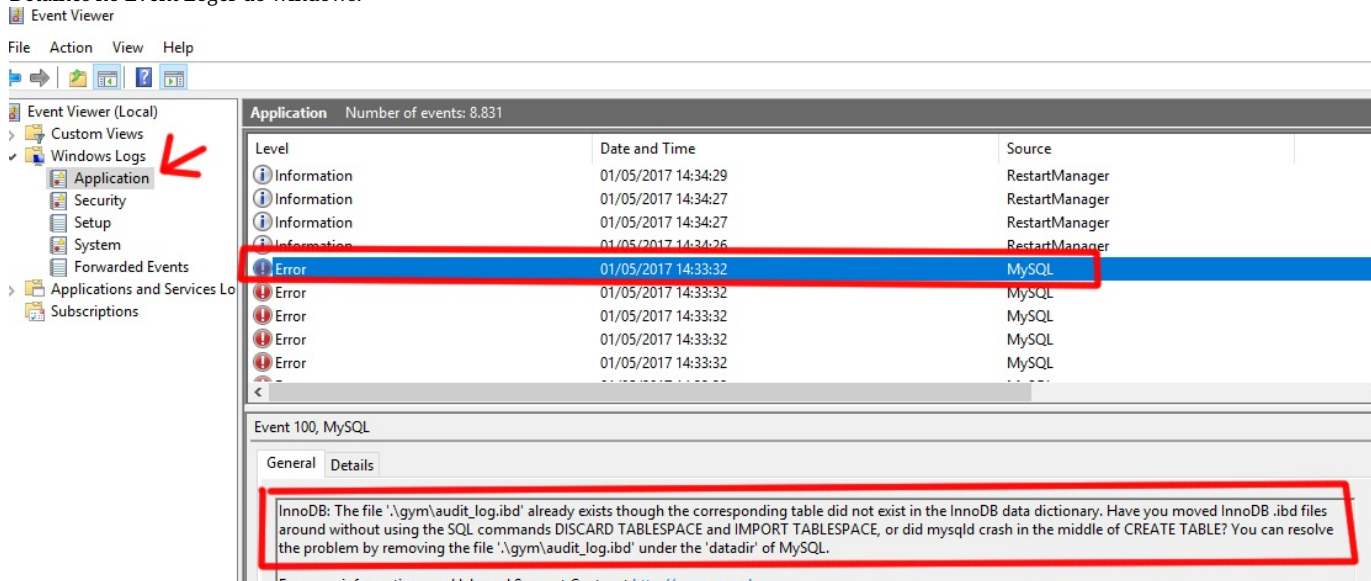 Event Viewer
File Action View Help
Event Viewer (Local)
Custom Views
Windows Logs
Application
Security
Setup
System
Forwarded Events
Applications and Services Lo
Subscriptions
Application Number of events: 8.831
Level Date and Time Source
Information 01/05/2017 14:34:29 RestartManager
Information 01/05/2017 14:34:27 RestartManager
Information 01/05/2017 14:34:27 RestartManager
Information 01/05/2017 14:34:26 RestartManager
Error 01/05/2017 14:33:32 MySQL
Error 01/05/2017 14:33:32 MySQL
Error 01/05/2017 14:33:32 MySQL
Error 01/05/2017 14:33:32 MySQL
Error 01/05/2017 14:33:32 MySQL
Event 100, MySQL
General Details
InnoDB: The file '.\gym\audit_log.ibd' already exists though the corresponding table did not exist in the InnoDB data dictionary. Have you moved InnoDB .ibd files
around without using the SQL commands DISCARD TABLESPACE and IMPORT TABLESPACE, or did mysqld crash in the middle of CREATE TABLE? You can resolve
the problem by removing the file '.\gym\audit_log.ibd' under the 'datadir' of MySQL.